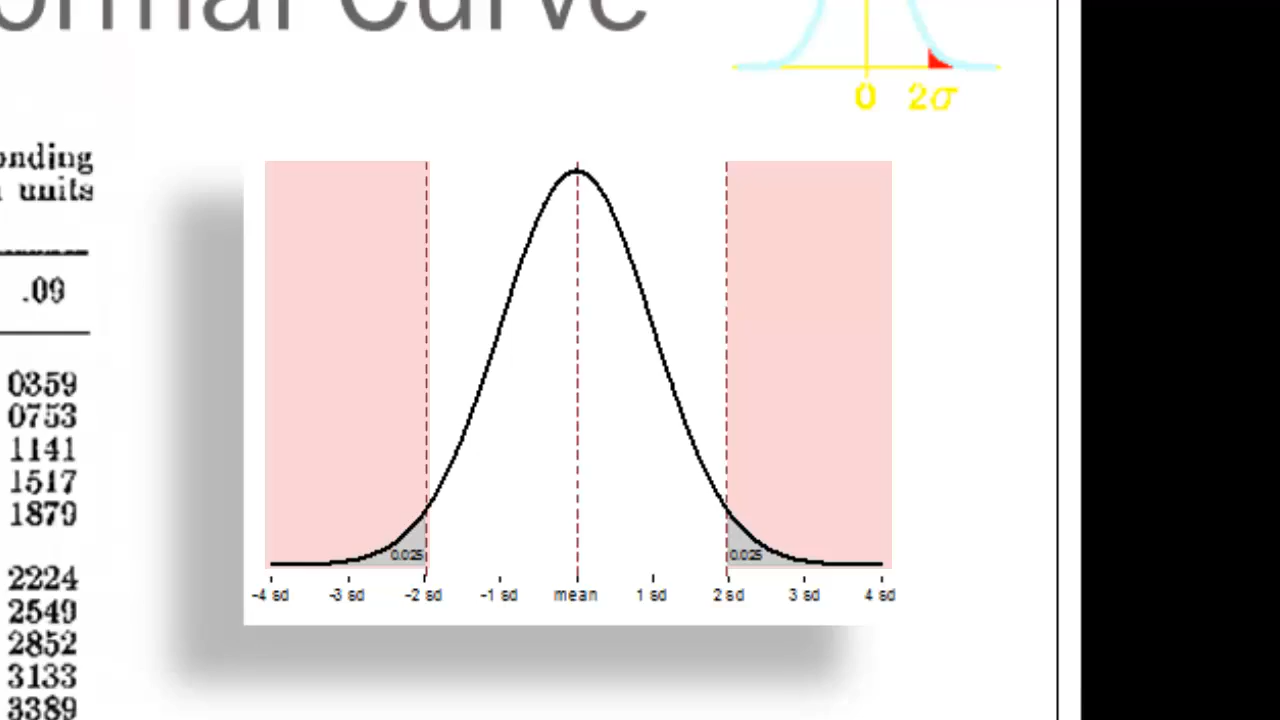 ormal Curve
0 2σ
onding
units
.09
0359
0753
1141
1517
1879
2224
2549
2852
3133
3389
0.025 0.025
-4 sd -3 sd -2 sd -1 sd mean 1 sd 2 sd 3 sd 4 sd